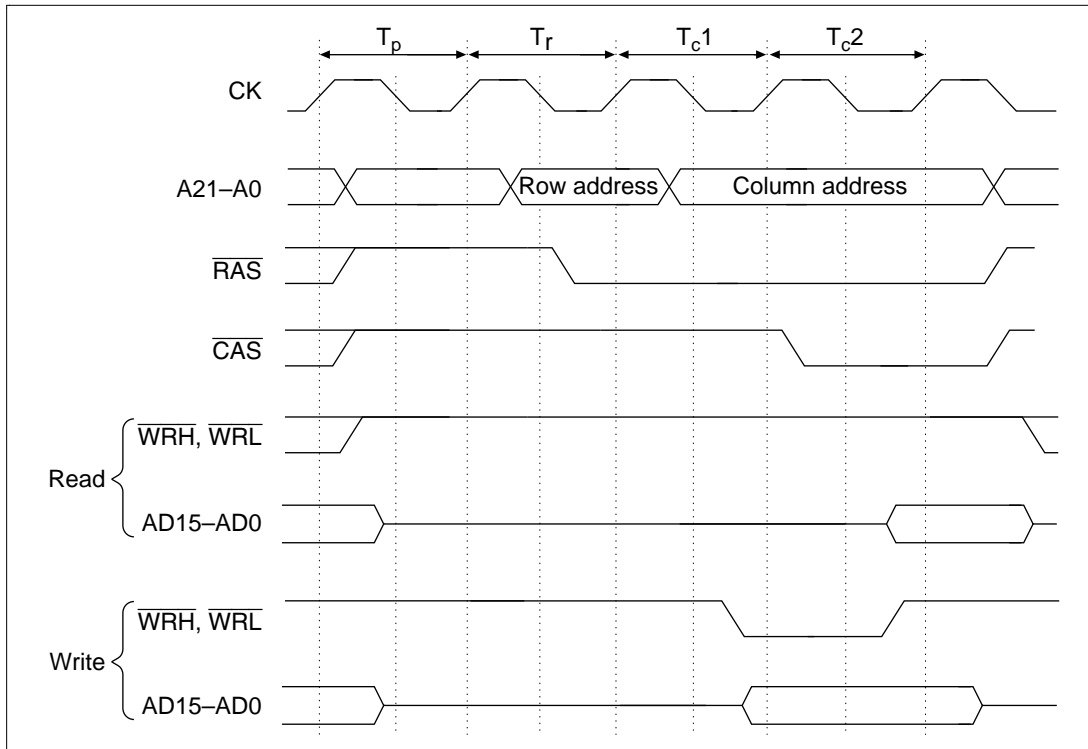 Tp Tr Tc1 Tc2
CK
A21–A0 Row address Column address
RAS
CAS
WRH, WRL
Read
AD15–AD0
WRH, WRL
Write
AD15–AD0